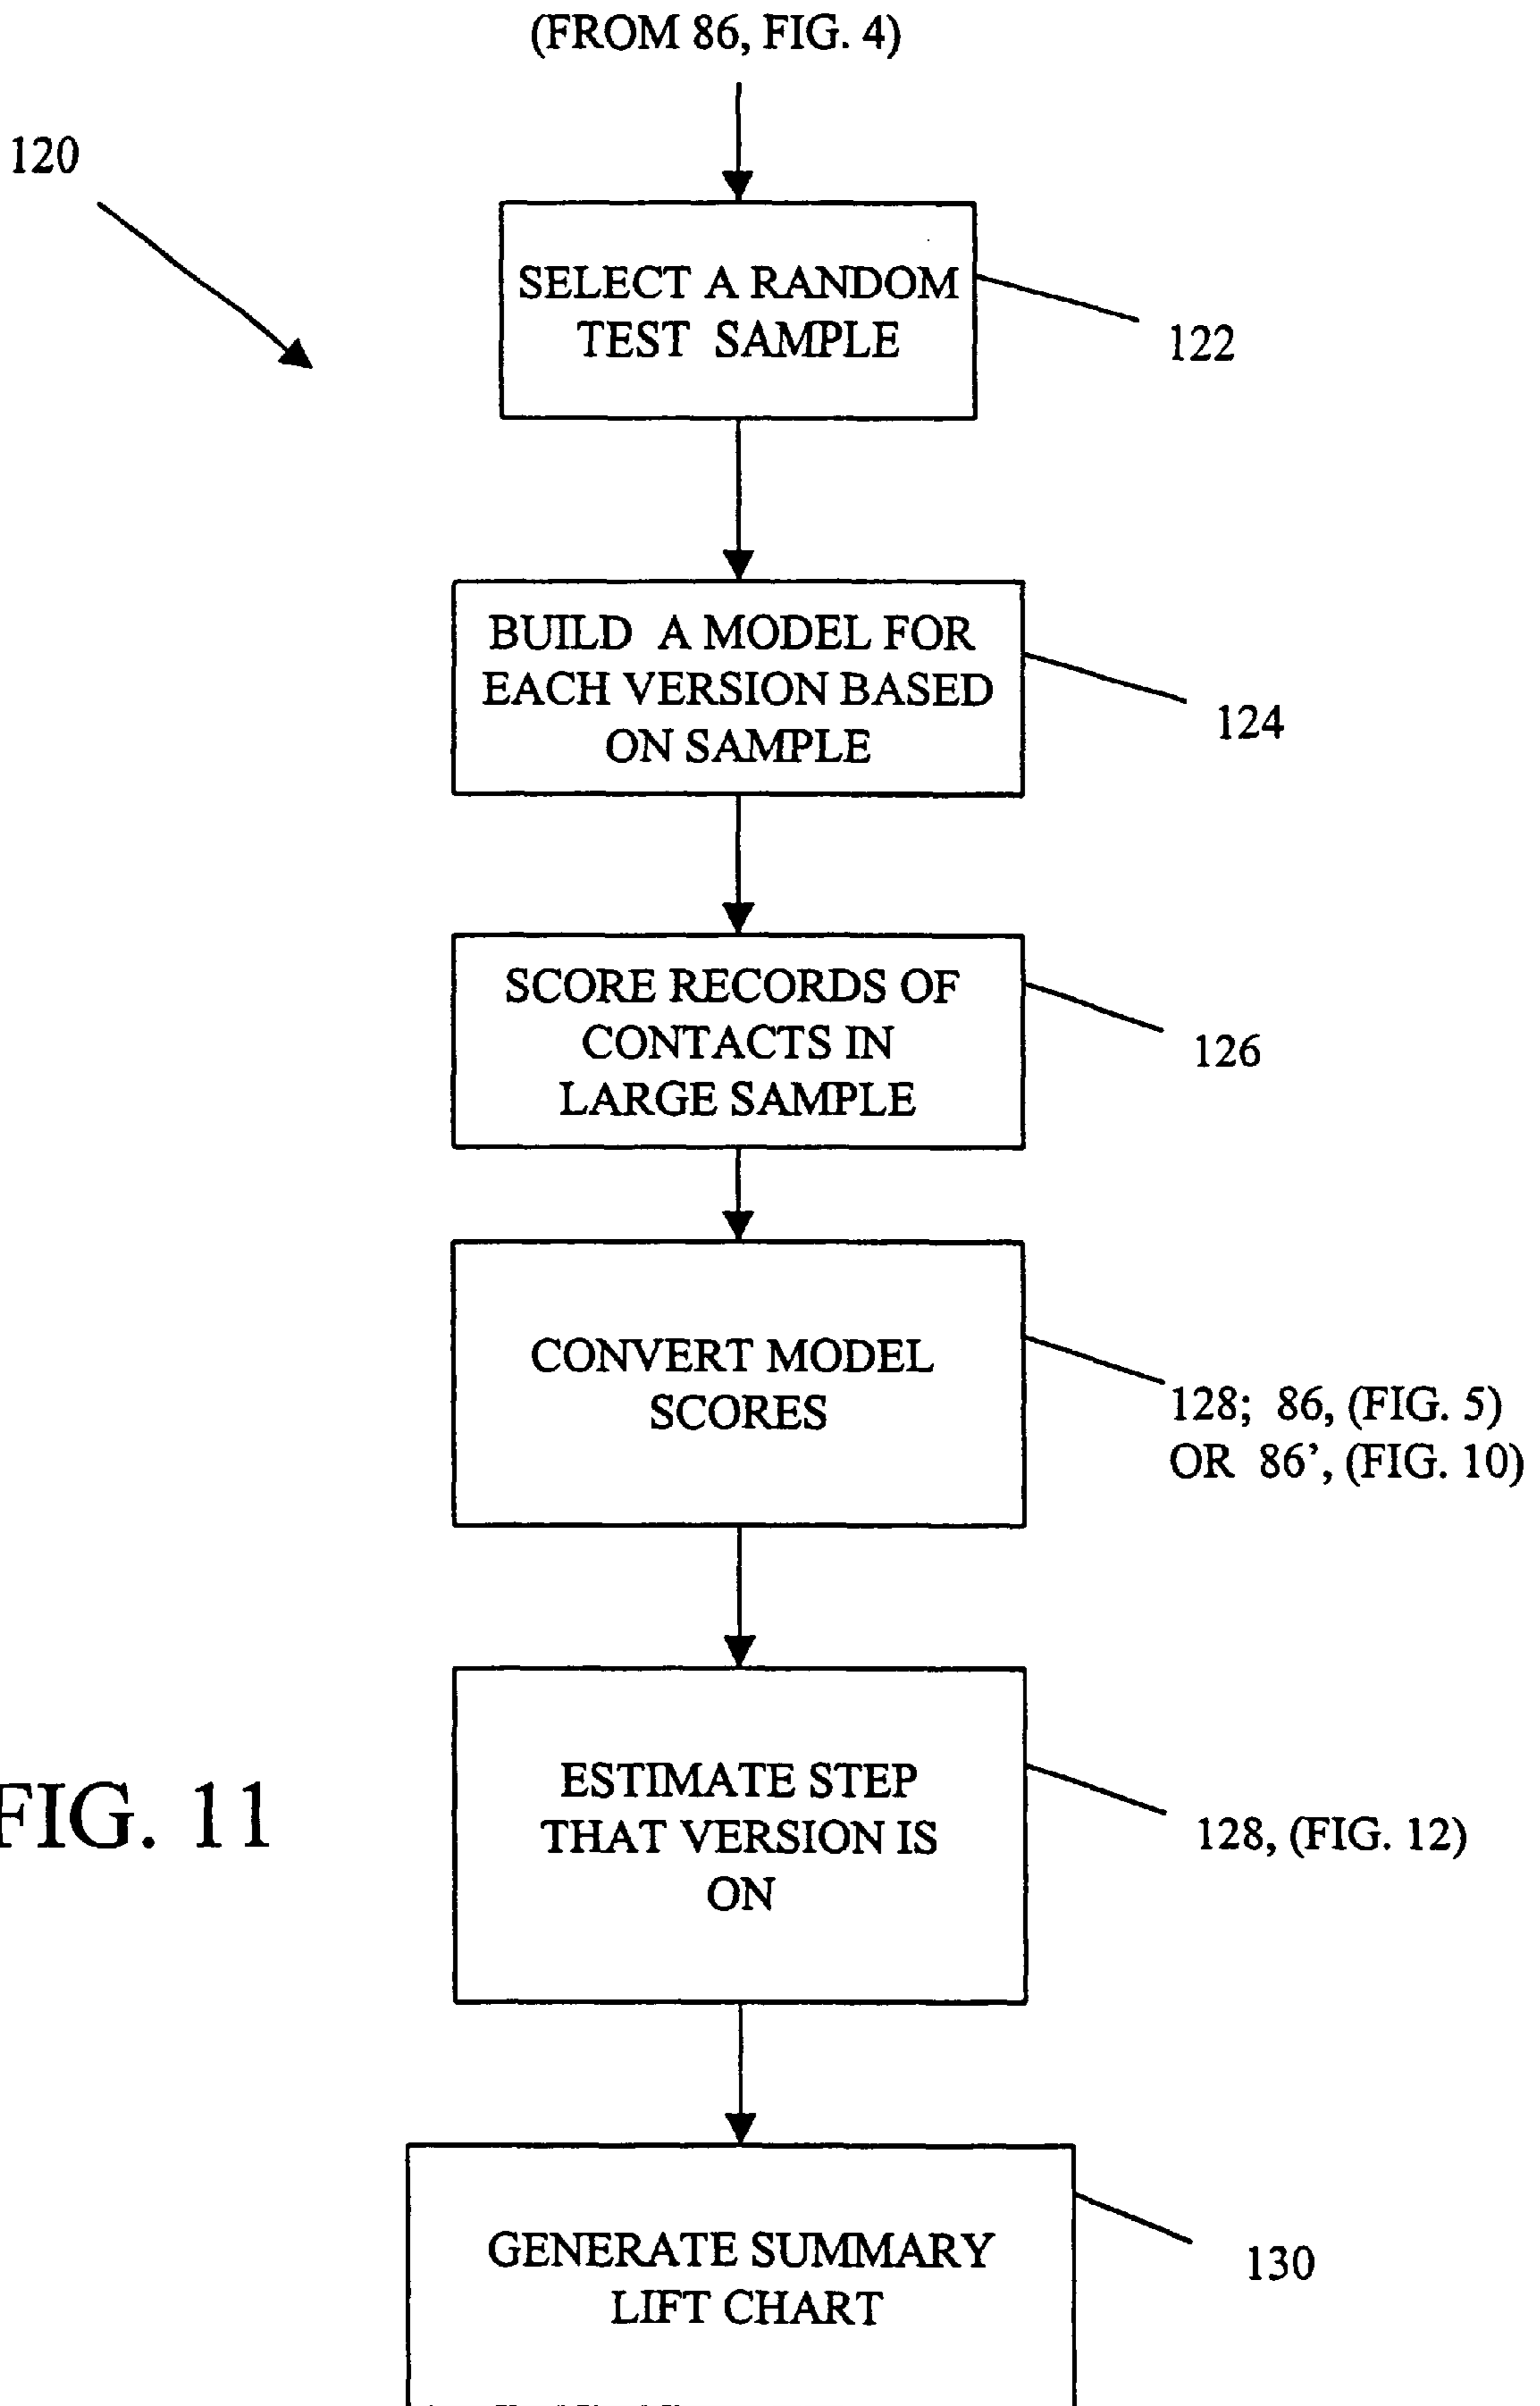 (FROM 86, FIG. 4)
120
SELECT A RANDOM
TEST SAMPLE
122
BUILD A MODEL FOR
EACH VERSION BASED
ON SAMPLE
124
SCORE RECORDS OF
CONTACTS IN
LARGE SAMPLE
126
CONVERT MODEL
SCORES
128; 86, (FIG. 5)
OR 86', (FIG. 10)
ESTIMATE STEP
THAT VERSION IS
ON
128, (FIG. 12)
FIG. 11
GENERATE SUMMARY
LIFT CHART
130